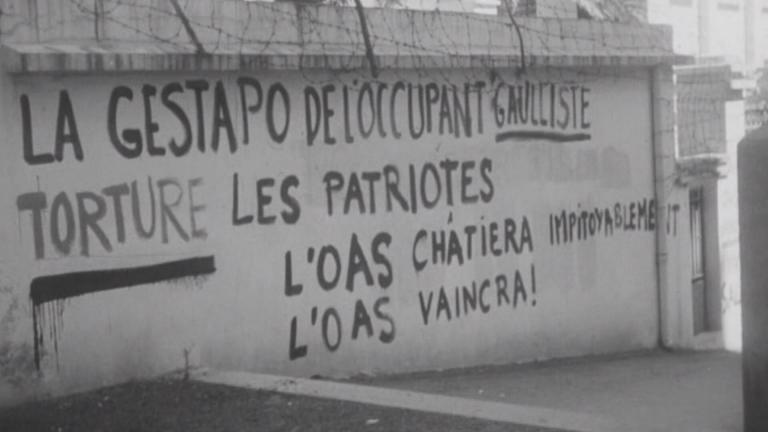 LA GESTAPO DE L'OCCUPANT GAULLISTE
TORTURE LES PATRIOTES
L'OAS CHÂTIERA IMPITOYABLEMENT
L'OAS VAINCRA!